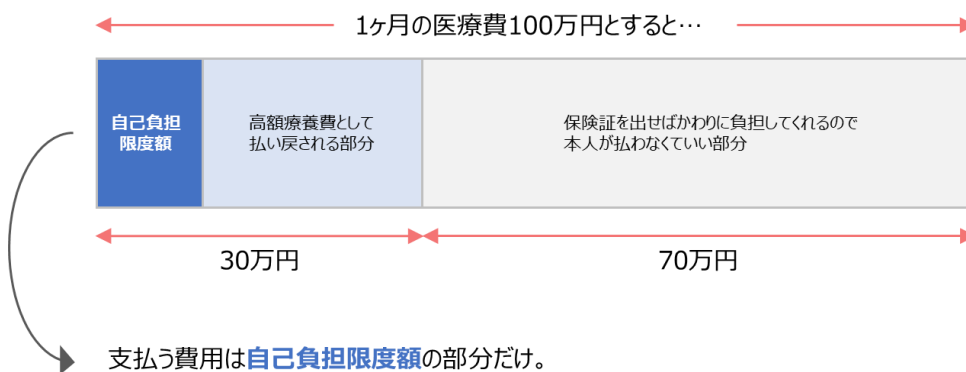 1ヶ月の医療費100万円とすると…
自己負担
限度額
高額療養費として
払い戻される部分
保険証を出せばかわりに負担してくれるので
本人が払わなくていい部分
30万円
70万円
支払う費用は自己負担限度額の部分だけ。